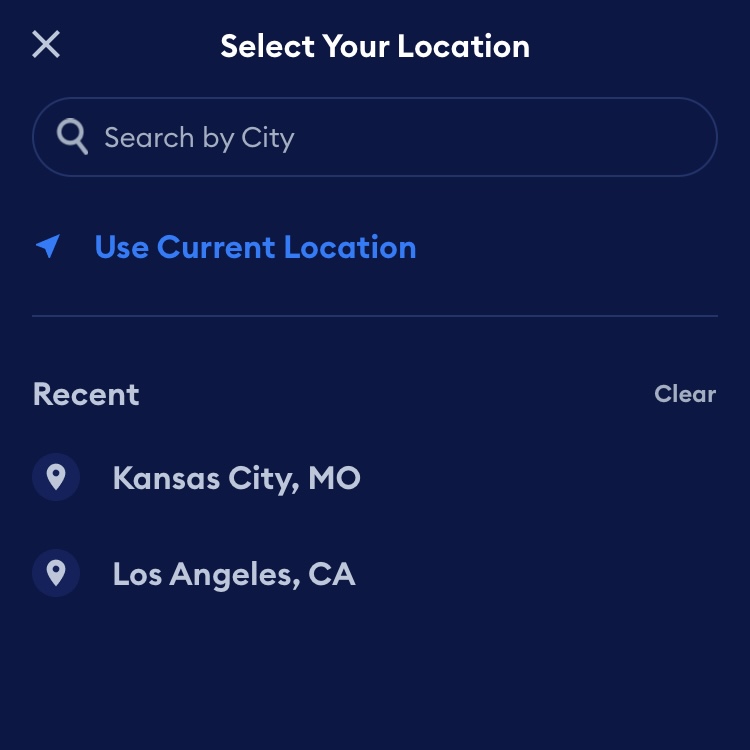 Select Your Location
Search by City
Use Current Location
Recent
Clear
Kansas City, MO
Los Angeles, CA